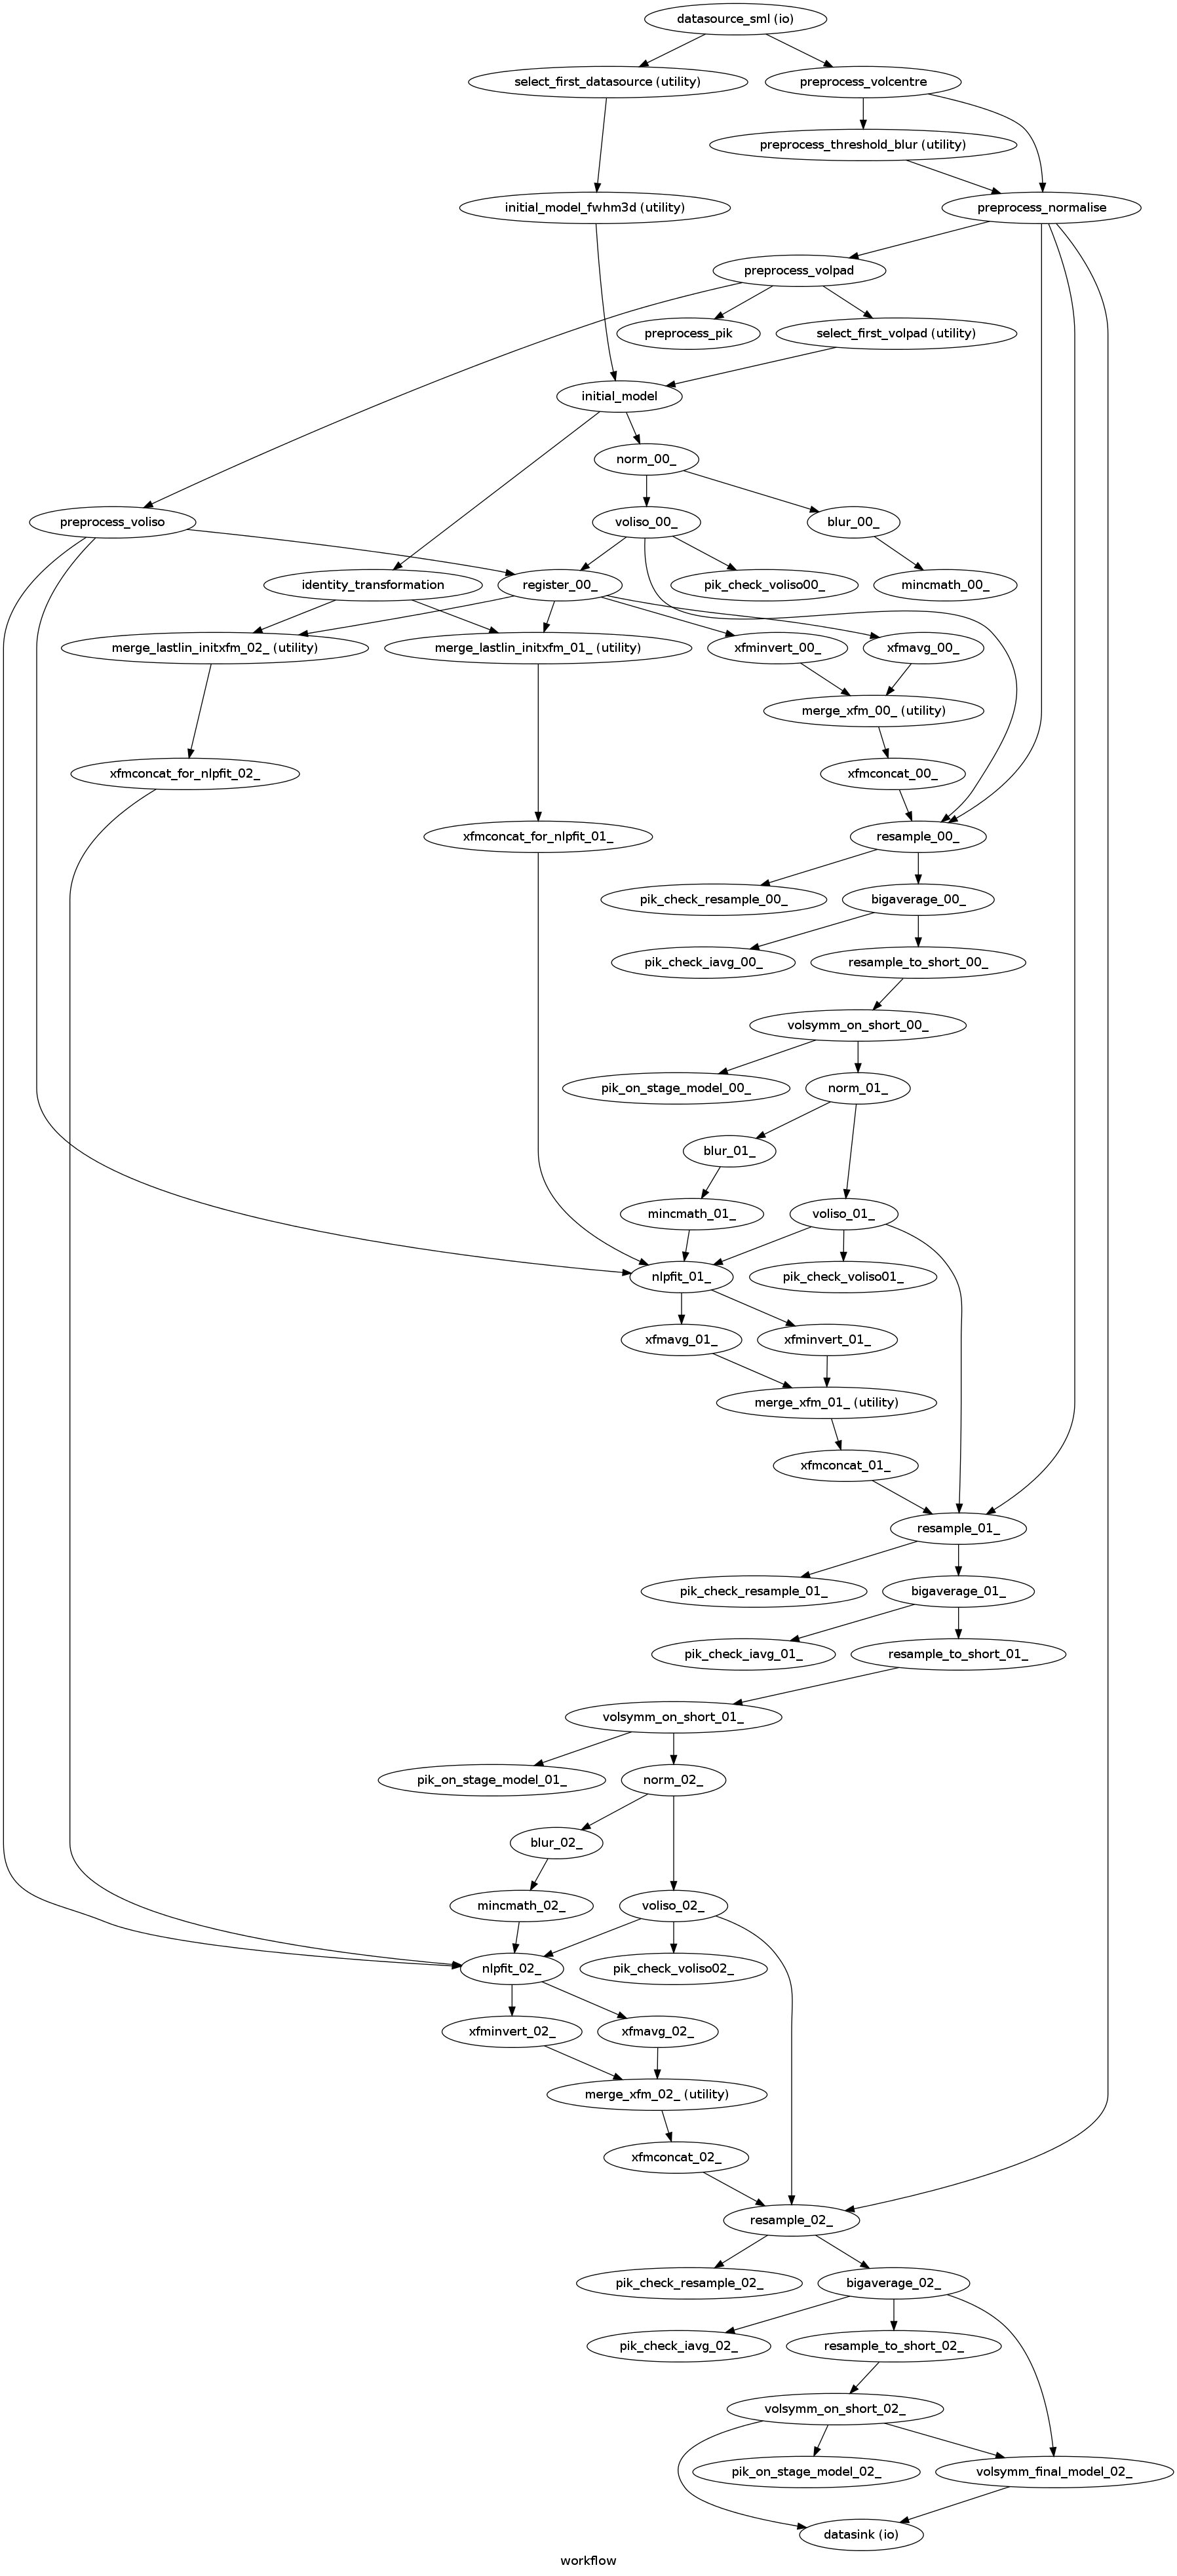 datasource_sml (io)
select_first_datasource (utility)
preprocess_volcentre
preprocess_threshold_blur (utility)
initial_model_fwhm3d (utility)
preprocess_normalise
preprocess_volpad
preprocess_pik
select_first_volpad (utility)
initial_model
norm_00_
preprocess_voliso
voliso_00_
blur_00_
identity_transformation
register_00_
pik_check_voliso00_
mincmath_00_
merge_lastlin_initxfm_02_ (utility)
merge_lastlin_initxfm_01_ (utility)
xfminvert_00_
xfmavg_00_
merge_xfm_00_ (utility)
xfmconcat_for_nlpfit_02_
xfmconcat_00_
xfmconcat_for_nlpfit_01_
resample_00_
pik_check_resample_00_
bigaverage_00_
pik_check_iavg_00_
resample_to_short_00_
volsymm_on_short_00_
pik_on_stage_model_00_
norm_01_
blur_01_
mincmath_01_
voliso_01_
nlpfit_01_
pik_check_voliso01_
xfmavg_01_
xfminvert_01_
merge_xfm_01_ (utility)
xfmconcat_01_
resample_01_
pik_check_resample_01_
bigaverage_01_
pik_check_iavg_01_
resample_to_short_01_
volsymm_on_short_01_
pik_on_stage_model_01_
norm_02_
blur_02_
mincmath_02_
voliso_02_
nlpfit_02_
pik_check_voliso02_
xfminvert_02_
xfmavg_02_
merge_xfm_02_ (utility)
xfmconcat_02_
resample_02_
pik_check_resample_02_
bigaverage_02_
pik_check_iavg_02_
resample_to_short_02_
volsymm_on_short_02_
pik_on_stage_model_02_
volsymm_final_model_02_
datasink (io)
workflow